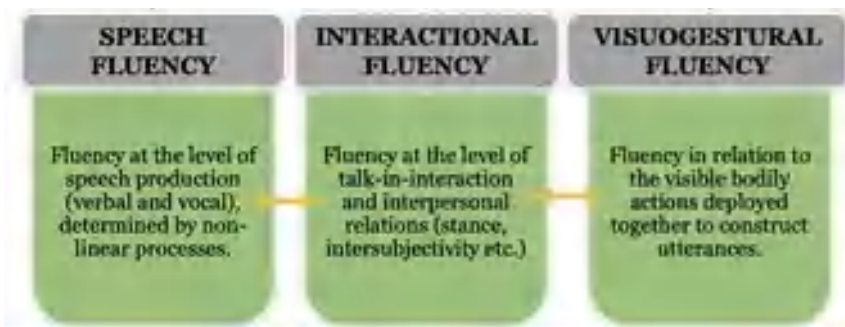 SPEECH
FLUENCY
Fluency at the level of
speech production
(verbal and vocal),
determined by non-
linear processes.
INTERACTIONAL
FLUENCY
Fluency at the level of
talk-in-interaction
and interpersonal
relations (stance,
intersubjectivity etc.)
VISUOGESTURAL
FLUENCY
Fluency in relation to
the visible bodily
actions deployed
together to construct
utterances.